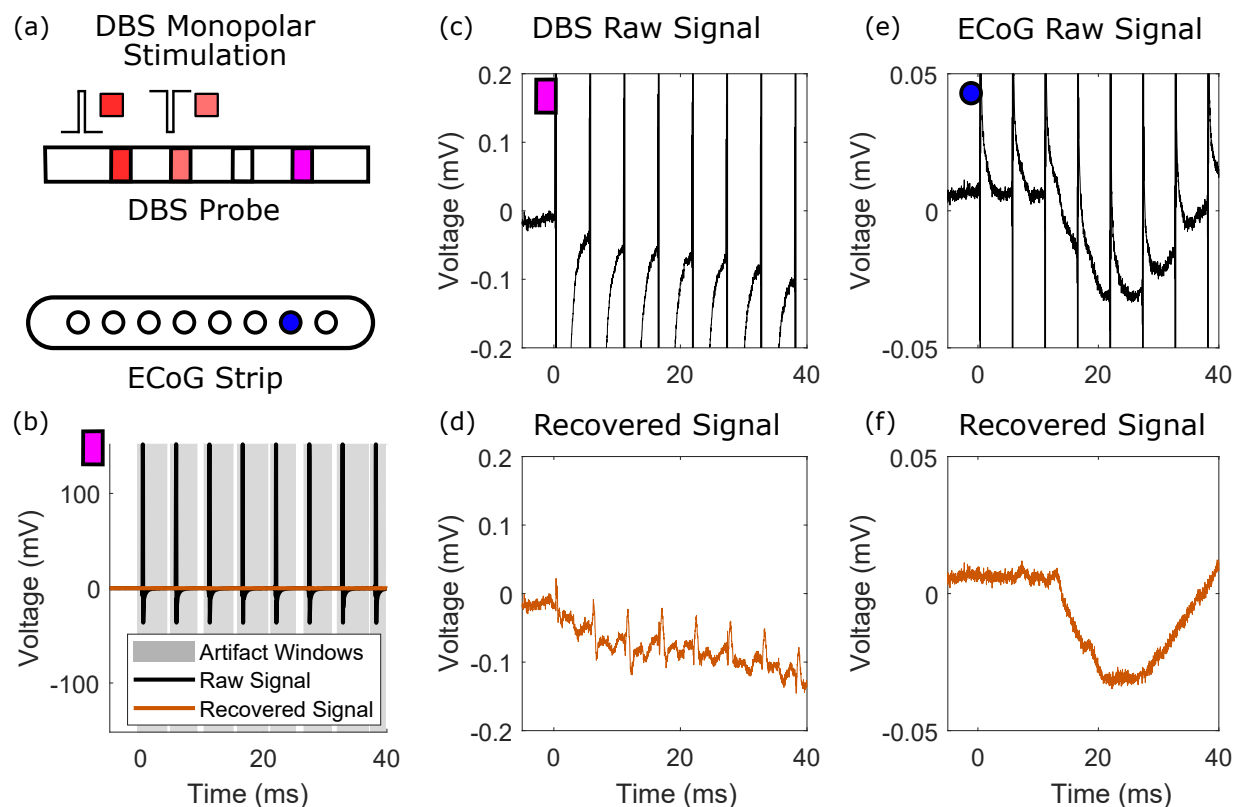 (a)
DBS Monopolar
Stimulation
DBS Probe
ECoG Strip
(b)
100
0
-100
Voltage (mV)
Artifact Windows
Raw Signal
Recovered Signal
0
20
40
Time (ms)
(c)
DBS Raw Signal
0.2
0.1
0
-0.1
-0.2
Voltage (mV)
0
20
40
(d)
Recovered Signal
0.2
0.1
0
-0.1
-0.2
Voltage (mV)
0
20
40
Time (ms)
(e)
ECoG Raw Signal
0.05
0
-0.05
Voltage (mV)
0
20
40
(f)
Recovered Signal
0.05
0
-0.05
Voltage (mV)
0
20
40
Time (ms)